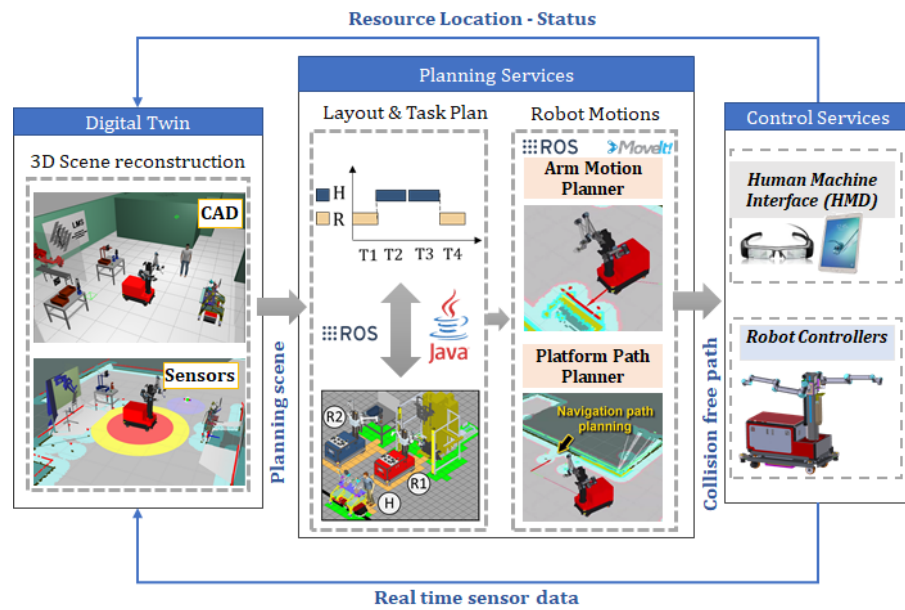 Resource Location - Status
Planning Services
Digital Twin
Control Services
3D Scene reconstruction
CAD
LMS
Sensors
Planning scene
Layout & Task Plan
H
R
T1 T2 T3 T4
ROS
Java
R2
R1
H
Robot Motions
ROS MoveIt!
Arm Motion
Planner
Platform Path
Planner
Navigation path
planning
Collision free path
Human Machine
Interface (HMD)
Robot Controllers
Real time sensor data